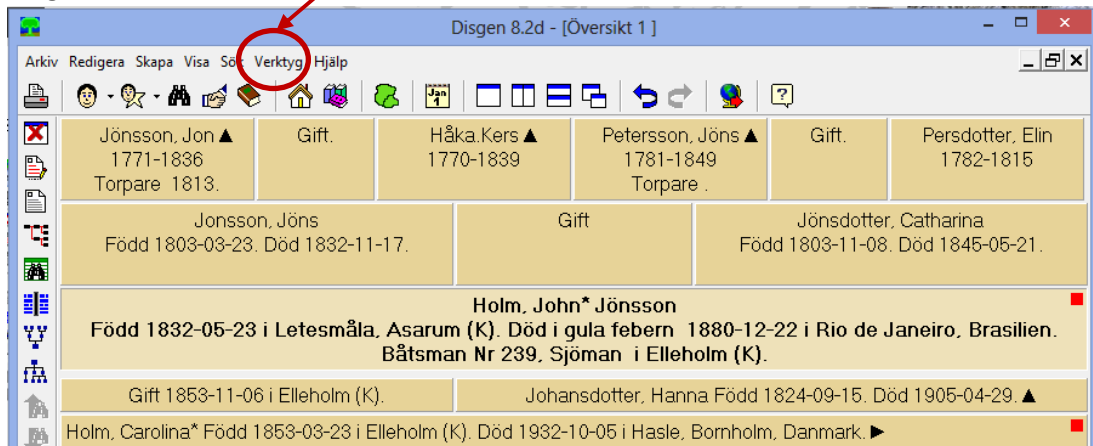 Disgen 8.2d - [Översikt 1 ]
Arkiv Redigera Skapa Visa Sök Verktyg Hjälp
Jan 1
Jönsson, Jon ▲ Gift. Håka.Kers ▲ Petersson, Jöns ▲ Gift. Persdotter, Elin
1771-1836 1770-1839 1781-1849 1782-1815
Torpare 1813. Torpare .
Jonsson, Jöns Gift Jönsdotter, Catharina
Född 1803-03-23. Död 1832-11-17. Född 1803-11-08. Död 1845-05-21.
Holm, John* Jönsson
Född 1832-05-23 i Letesmåla, Asarum (K). Död i gula febern 1880-12-22 i Rio de Janeiro, Brasilien.
Båtsman Nr 239, Sjöman i Elleholm (K).
Gift 1853-11-06 i Elleholm (K). Johansdotter, Hanna Född 1824-09-15. Död 1905-04-29. ▲
Holm, Carolina* Född 1853-03-23 i Elleholm (K). Död 1932-10-05 i Hasle, Bornholm, Danmark. ►